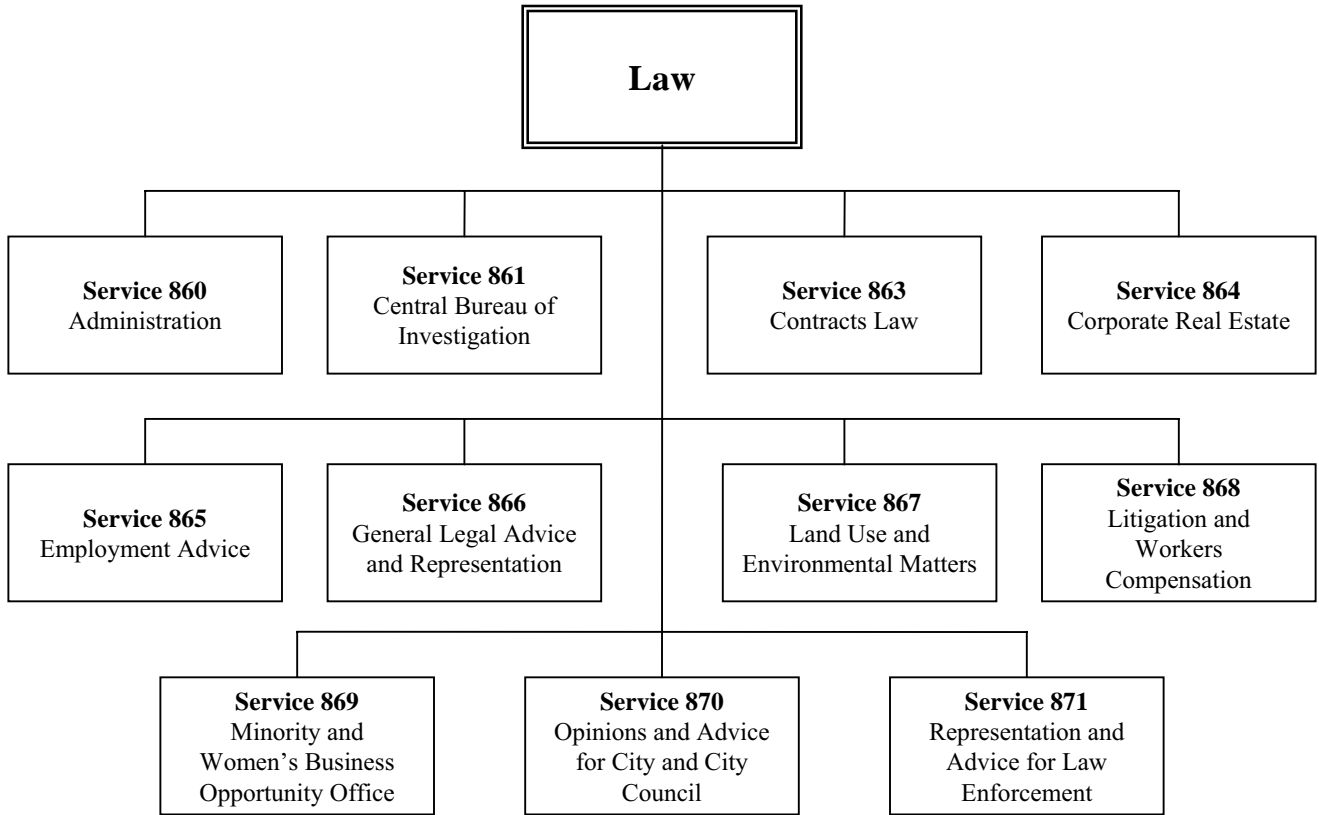 Law
Service 860
Administration
Service 861
Central Bureau of
Investigation
Service 863
Contracts Law
Service 864
Corporate Real Estate
Service 865
Employment Advice
Service 866
General Legal Advice
and Representation
Service 867
Land Use and
Environmental Matters
Service 868
Litigation and
Workers
Compensation
Service 869
Minority and
Women’s Business
Opportunity Office
Service 870
Opinions and Advice
for City and City
Council
Service 871
Representation and
Advice for Law
Enforcement